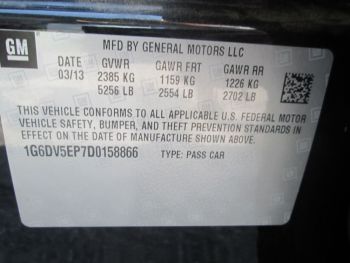 GM
MFD BY GENERAL MOTORS LLC
DATE GVWR GAWR FRT GAWR RR
03/13 2385 KG 1159 KG 1226 KG
5256 LB 2554 LB 2702 LB
THIS VEHICLE CONFORMS TO ALL APPLICABLE U.S. FEDERAL MOTOR
VEHICLE SAFETY, BUMPER, AND THEFT PREVENTION STANDARDS IN
EFFECT ON THE DATE OF MANUFACTURE SHOWN ABOVE.
1G6DV5EP7D0158866 TYPE: PASS CAR